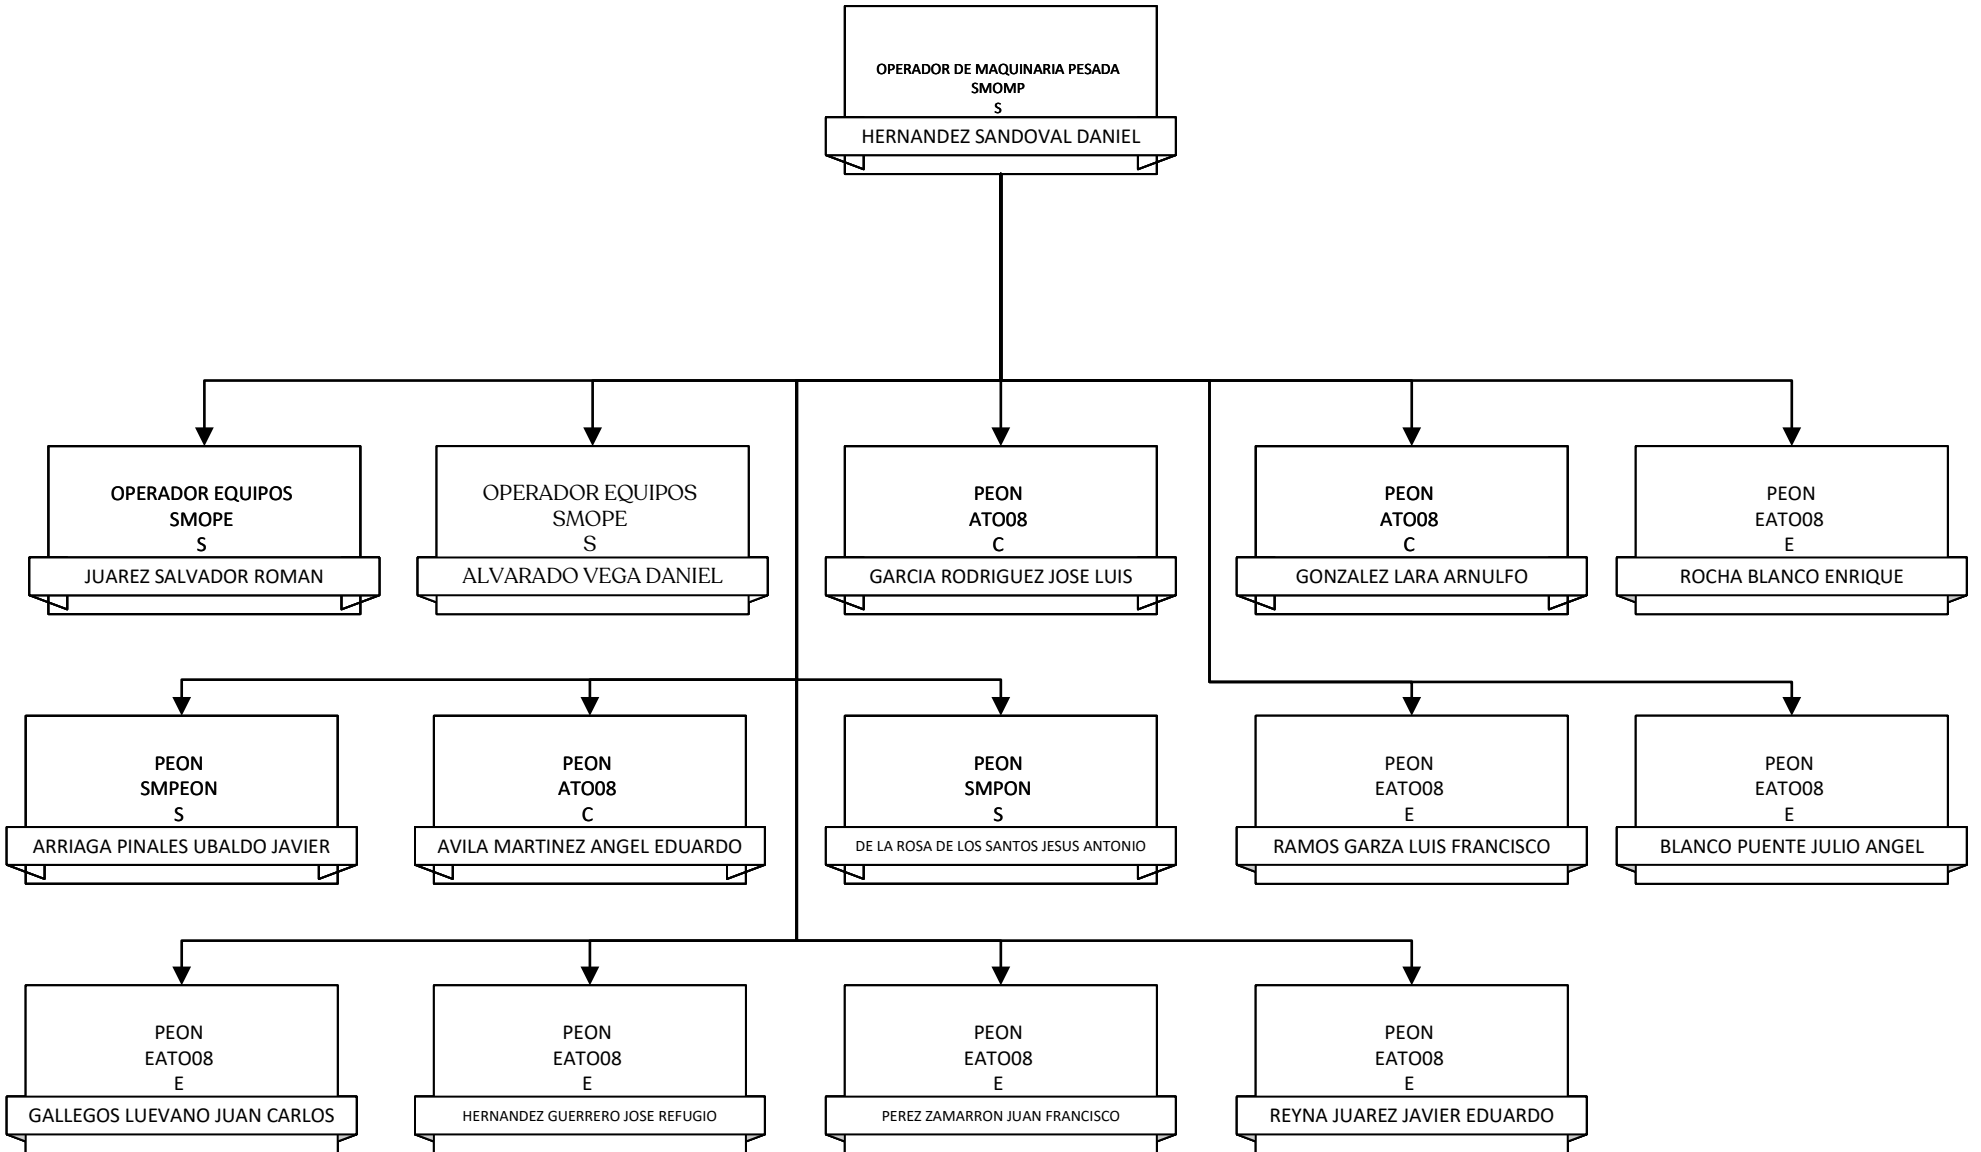 OPERADOR DE MAQUINARIA PESADA
SMOMP
S
HERNANDEZ SANDOVAL DANIEL
OPERADOR EQUIPOS
SMOPE
S
JUAREZ SALVADOR ROMAN
OPERADOR EQUIPOS
SMOPE
S
ALVARADO VEGA DANIEL
PEON
ATO08
C
GARCIA RODRIGUEZ JOSE LUIS
PEON
ATO08
C
GONZALEZ LARA ARNULFO
PEON
EATO08
E
ROCHA BLANCO ENRIQUE
PEON
SMPEON
S
ARRIAGA PINALES UBALDO JAVIER
PEON
ATO08
C
AVILA MARTINEZ ANGEL EDUARDO
PEON
SMPON
S
DE LA ROSA DE LOS SANTOS JESUS ANTONIO
PEON
EATO08
E
RAMOS GARZA LUIS FRANCISCO
PEON
EATO08
E
BLANCO PUENTE JULIO ANGEL
PEON
EATO08
E
GALLEGOS LUEVANO JUAN CARLOS
PEON
EATO08
E
HERNANDEZ GUERRERO JOSE REFUGIO
PEON
EATO08
E
PEREZ ZAMARRON JUAN FRANCISCO
PEON
EATO08
E
REYNA JUAREZ JAVIER EDUARDO